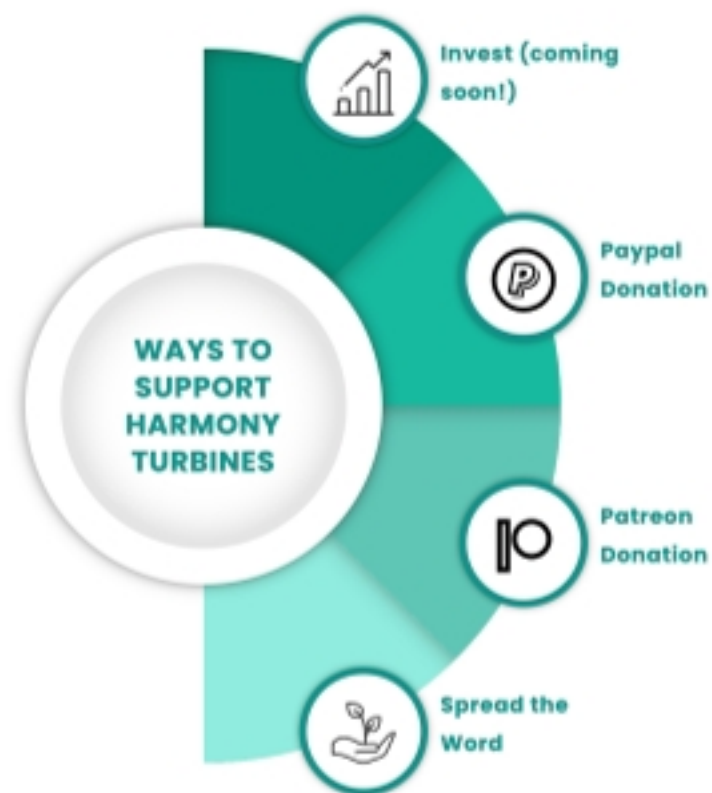 Invest (coming
soon!)
Paypal
Donation
WAYS TO
SUPPORT
HARMONY
TURBINES
Patreon
Donation
Spread the
Word